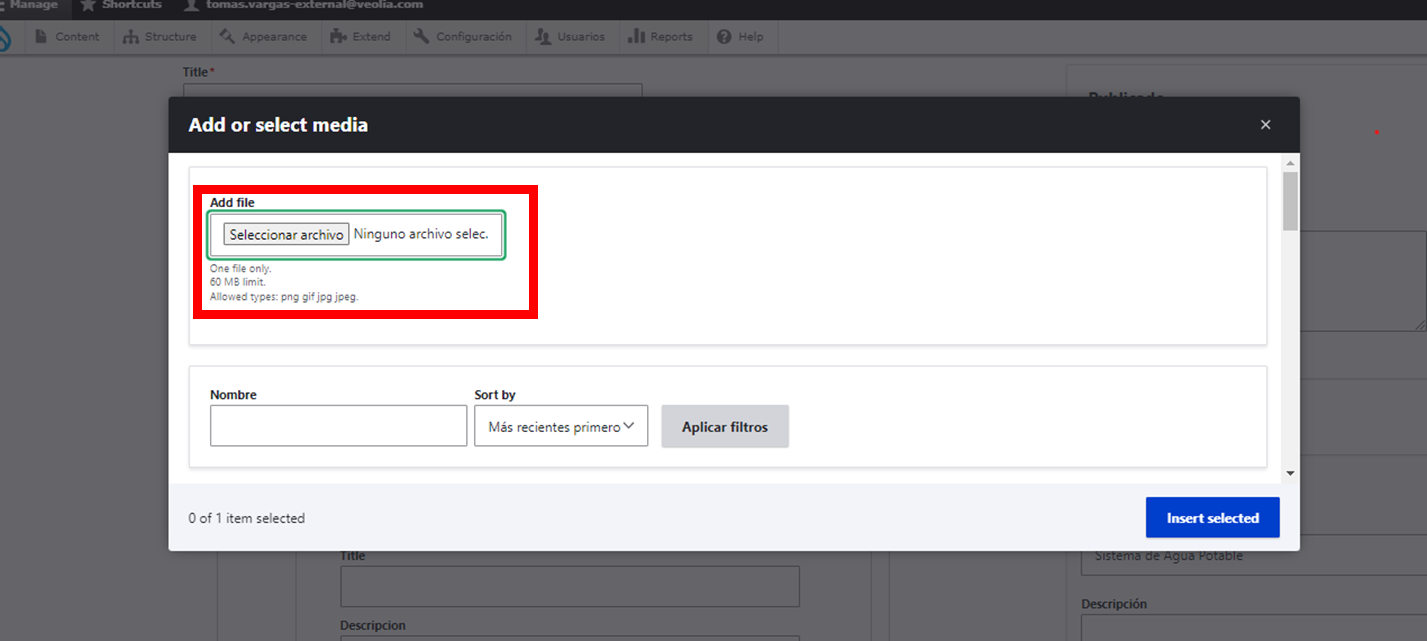 Manage Shortcuts tomas.vargas-external@veolia.com
Content Structure Appearance Extend Configuración Usuarios Reports Help
Title*
Publicado
Add or select media
Add file
Seleccionar archivo Ninguno archivo selec.
One file only.
60 MB limit.
Allowed types: png gif jpg jpeg.
Nombre Sort by
Más recientes primero Aplicar filtros
0 of 1 item selected Insert selected
Title
Sistema de Agua Potable
Descripción
Descripcion